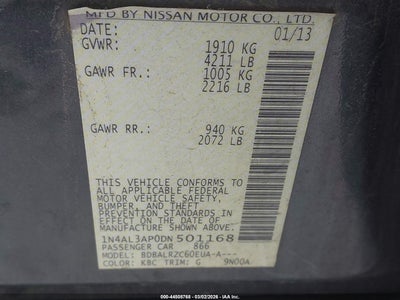 MFD BY NISSAN MOTOR CO., LTD.
DATE: 01/13
GVWR: 1910 KG
4211 LB
GAWR FR.: 1005 KG
2216 LB
GAWR RR.: 940 KG
2072 LB
THIS VEHICLE CONFORMS TO
ALL APPLICABLE FEDERAL
MOTOR VEHICLE SAFETY,
BUMPER, AND THEFT
PREVENTION STANDARDS IN
EFFECT ON THE DATE OF
MANUFACTURE SHOWN ABOVE.
1N4AL3AP0DN501168
PASSENGER CAR 866
MODEL: BDBALRZC60EUA-A---
COLOR: KBC TRIM: G 9N00A
000-44508768 - 03/02/2026 - IAA Holdings, LLC